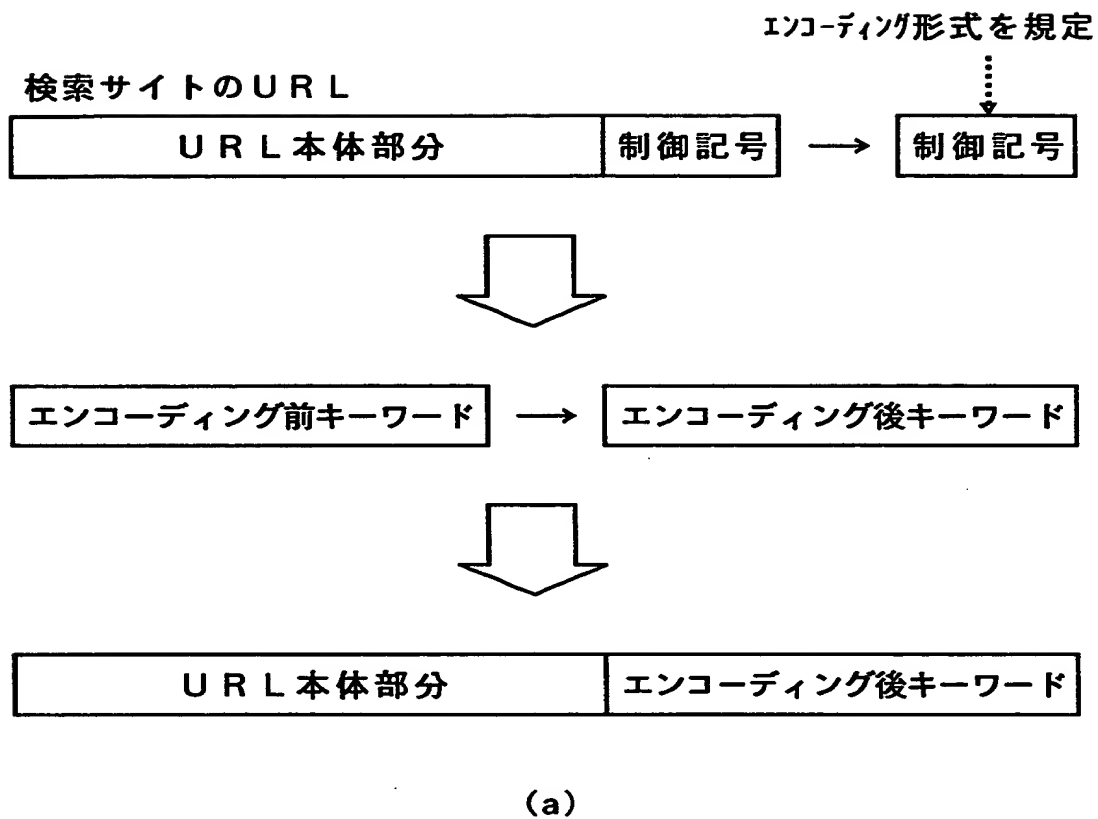 エンコーディング形式を規定
検索サイトのURL
URL本体部分 制御記号 → 制御記号
エンコーディング前キーワード → エンコーディング後キーワード
URL本体部分 エンコーディング後キーワード
(a)